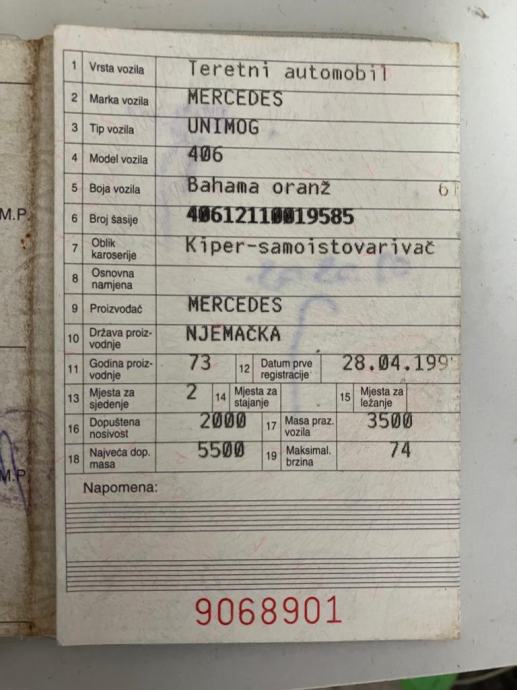 1 Vrsta vozila Teretni automobil
2 Marka vozila MERCEDES
3 Tip vozila UNIMOG
4 Model vozila 406
5 Boja vozila Bahama oranž
6 Broj šasije 40612110019585
7 Oblik karoserije Kiper-samoistovarivač
8 Osnovna namjena
9 Proizvođač MERCEDES
10 Država proiz-vodnje NJEMAČKA
11 Godina proiz-vodnje 73 12 Datum prve registracije 28.04.199
13 Mjesta za sjedenje 2 14 Mjesta za stajanje 15 Mjesta za ležanje
16 Dopuštena nosivost 2000 17 Masa praz. vozila 3500
18 Najveća dop. masa 5500 19 Maksimal. brzina 74
Napomena:
9068901
M.P.
M.P.